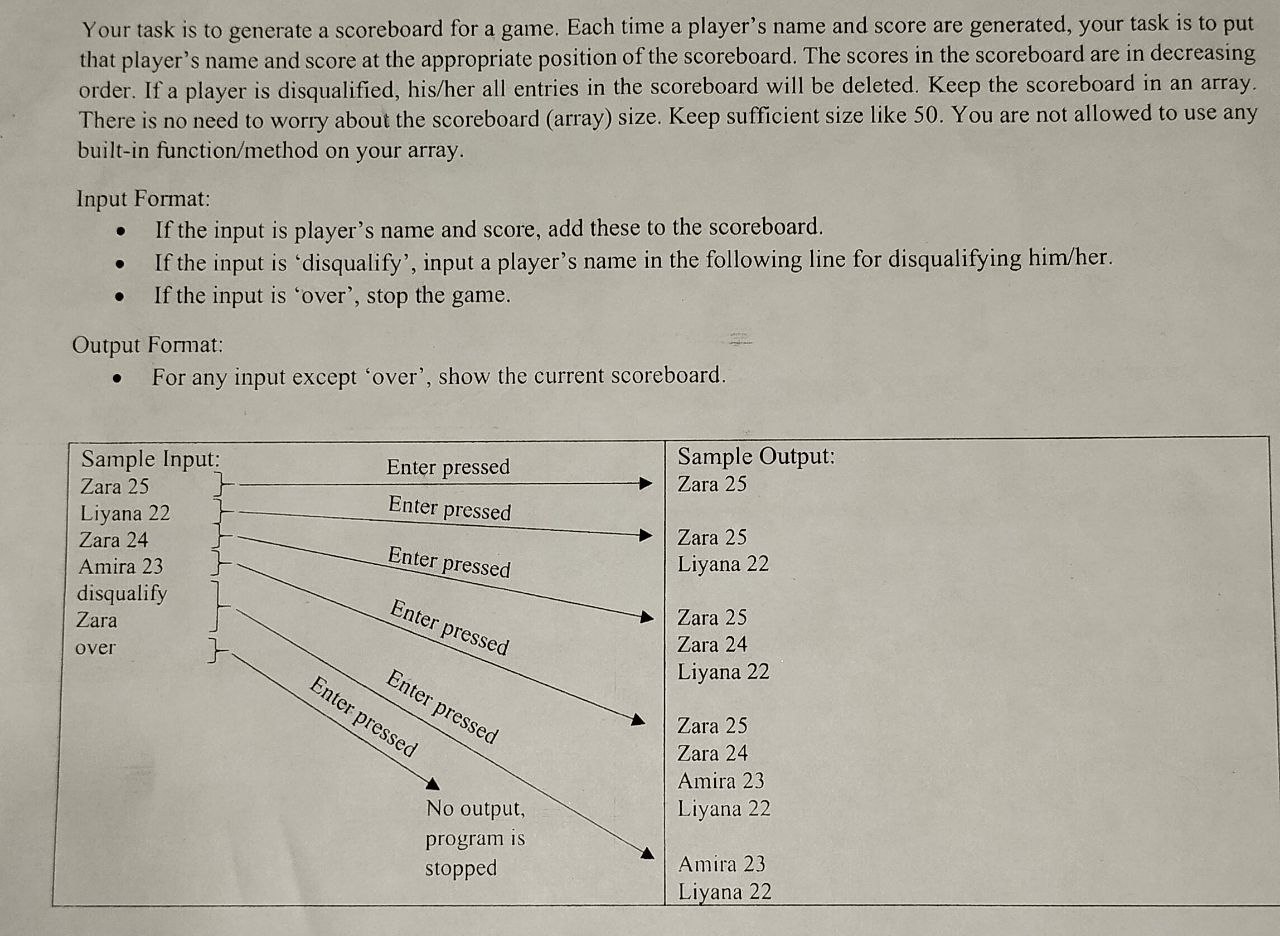 Your task is to generate a scoreboard for a game. Each time a player's name and score are generated, your task is to put
that player's name and score at the appropriate position of the scoreboard. The scores in the scoreboard are in decreasing
order. If a player is disqualified, his/her all entries in the scoreboard will be deleted. Keep the scoreboard in an array.
There is no need to worry about the scoreboard (array) size. Keep sufficient size like 50. You are not allowed to use any
built-in function/method on your array.
Input Format:
• If the input is player's name and score, add these to the scoreboard.
• If the input is ‘disqualify’, input a player's name in the following line for disqualifying him/her.
• If the input is ‘over’, stop the game.
Output Format:
• For any input except ‘over’, show the current scoreboard.
Sample Input:
Zara 25
Liyana 22
Zara 24
Amira 23
disqualify
Zara
over
Enter pressed
Enter pressed
Enter pressed
Enter pressed
Enter pressed
Enter pressed
No output,
program is
stopped
Sample Output:
Zara 25
Zara 25
Liyana 22
Zara 25
Zara 24
Liyana 22
Zara 25
Zara 24
Amira 23
Liyana 22
Amira 23
Liyana 22